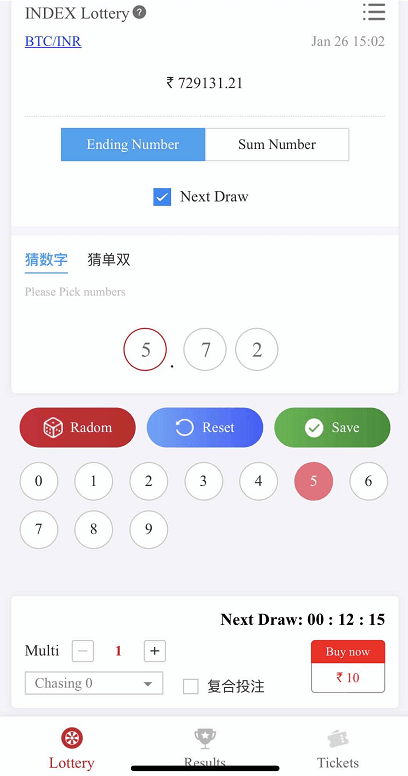 INDEX Lottery ?
BTC/INR Jan 26 15:02
₹ 729131.21
Ending Number Sum Number
Next Draw
猜数字 猜单双
Please Pick numbers
5 . 7 2
Radom Reset Save
0 1 2 3 4 5 6
7 8 9
Next Draw: 00 : 12 : 15
Multi 1 Buy now
Chasing 0 复合投注 ₹ 10
Lottery Results Tickets